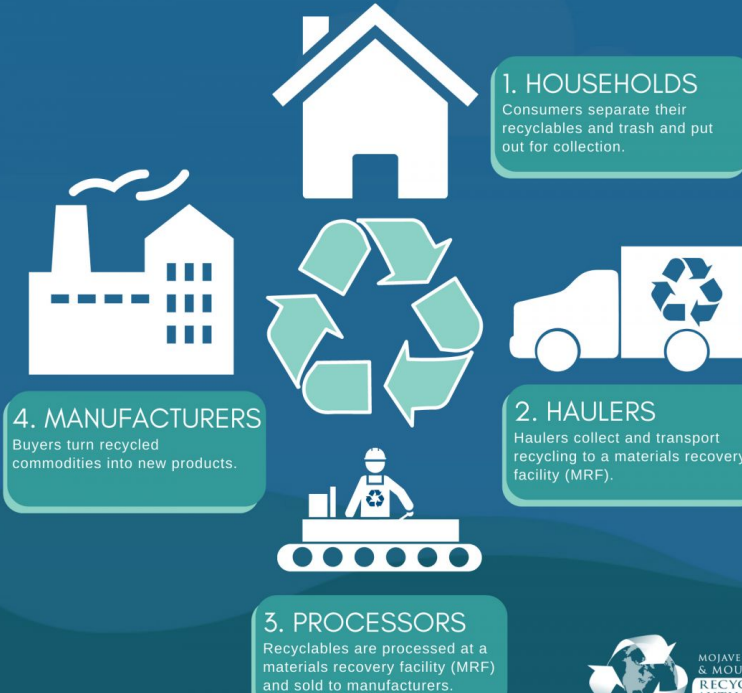 1. HOUSEHOLDS
Consumers separate their
recyclables and trash and put
out for collection.
2. HAULERS
Haulers collect and transport
recycling to a materials recovery
facility (MRF).
3. PROCESSORS
Recyclables are processed at a
materials recovery facility (MRF)
and sold to manufacturers.
4. MANUFACTURERS
Buyers turn recycled
commodities into new products.
MOJAVE
&